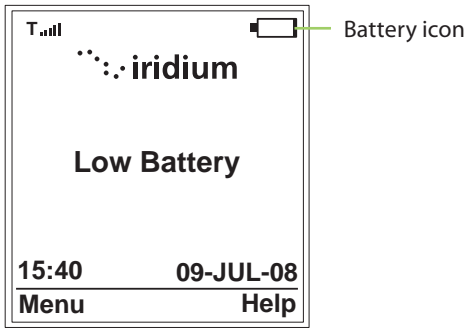 T Battery icon
iridium
Low Battery
15:40 09-JUL-08
Menu Help